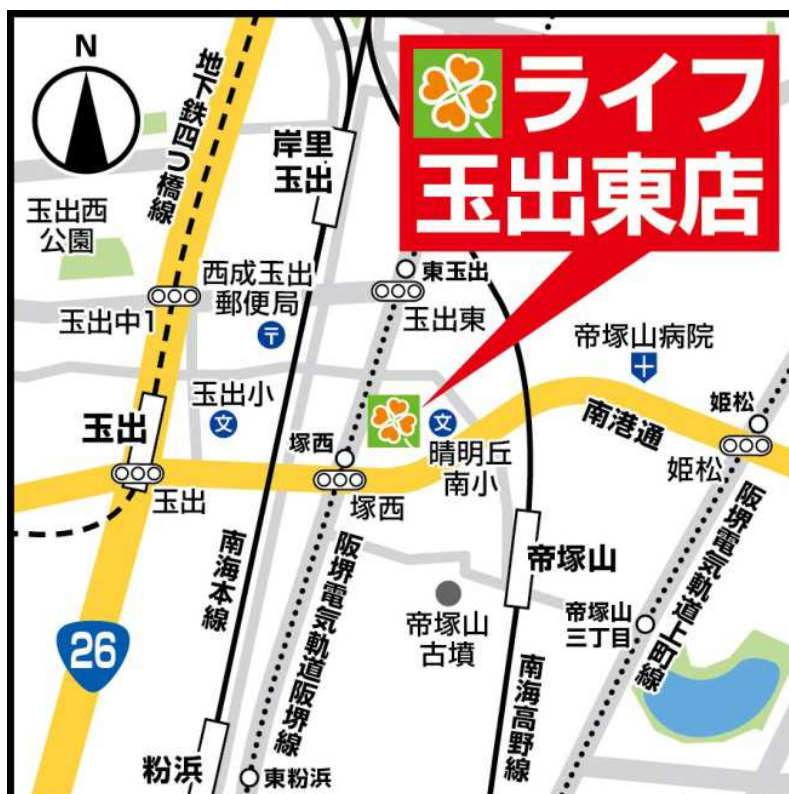 N
ライフ
玉出東店
地下鉄四つ橋線
岸里
玉出
玉出西
公園
西成玉出
郵便局
〒
東玉出
玉出中1
玉出東
帝塚山病院
玉出小
文
玉出
玉出
塚西
塚西
文
晴明丘
南小
南港通
姫松
姫松
南海本線
阪堺電気軌道阪堺線
帝塚山
帝塚山
古墳
帝塚山
三丁目
阪堺電気軌道上町線
26
南海高野線
粉浜
東粉浜